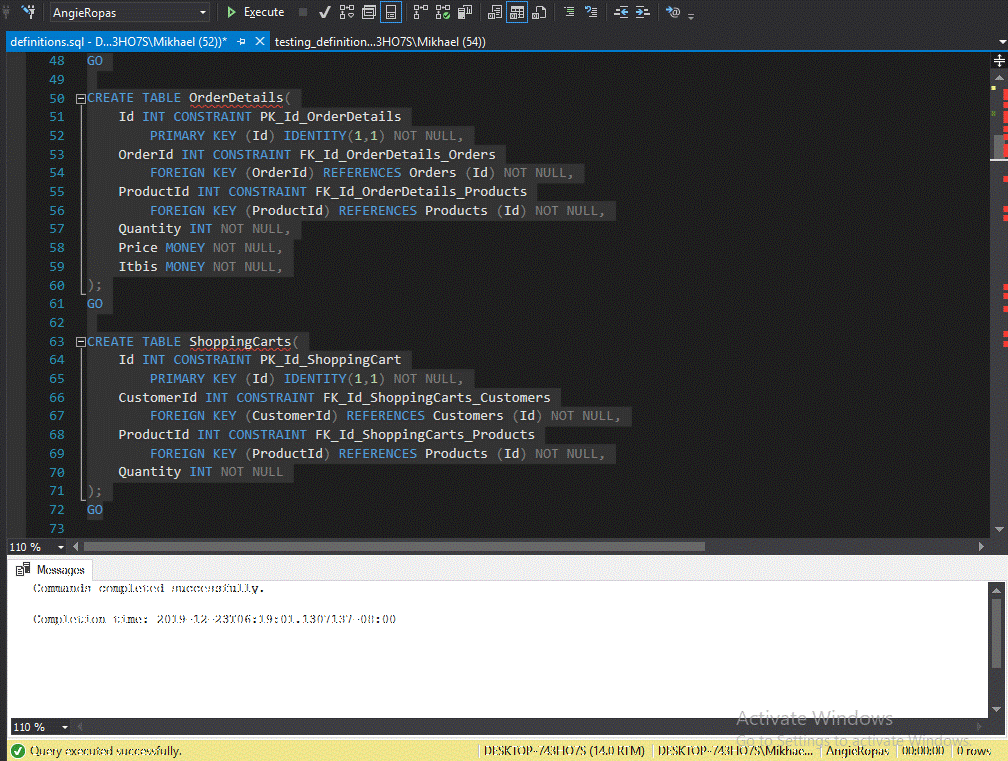 AngieRopas Execute
definitions.sql - D...3HO7S\Mikhael (52))* testing_definition...3HO7S\Mikhael (54))
48 GO
49
50 CREATE TABLE OrderDetails(
51 Id INT CONSTRAINT PK_Id_OrderDetails
52 PRIMARY KEY (Id) IDENTITY(1,1) NOT NULL,
53 OrderId INT CONSTRAINT FK_Id_OrderDetails_Orders
54 FOREIGN KEY (OrderId) REFERENCES Orders (Id) NOT NULL,
55 ProductId INT CONSTRAINT FK_Id_OrderDetails_Products
56 FOREIGN KEY (ProductId) REFERENCES Products (Id) NOT NULL,
57 Quantity INT NOT NULL,
58 Price MONEY NOT NULL,
59 Itbis MONEY NOT NULL,
60 );
61 GO
62
63 CREATE TABLE ShoppingCarts(
64 Id INT CONSTRAINT PK_Id_ShoppingCart
65 PRIMARY KEY (Id) IDENTITY(1,1) NOT NULL,
66 CustomerId INT CONSTRAINT FK_Id_ShoppingCarts_Customers
67 FOREIGN KEY (CustomerId) REFERENCES Customers (Id) NOT NULL,
68 ProductId INT CONSTRAINT FK_Id_ShoppingCarts_Products
69 FOREIGN KEY (ProductId) REFERENCES Products (Id) NOT NULL,
70 Quantity INT NOT NULL
71 );
72 GO
73
110 %
Messages
Commands completed successfully.
Completion time: 2019-12-23T06:19:01.1307137-08:00
110 %
Activate Windows
Go to Settings to activate Windows.
Query executed successfully. DESKTOP-743HO7S (14.0 RTM) DESKTOP-743HO7S\Mikhae... AngieRopas 00:00:00 0 rows